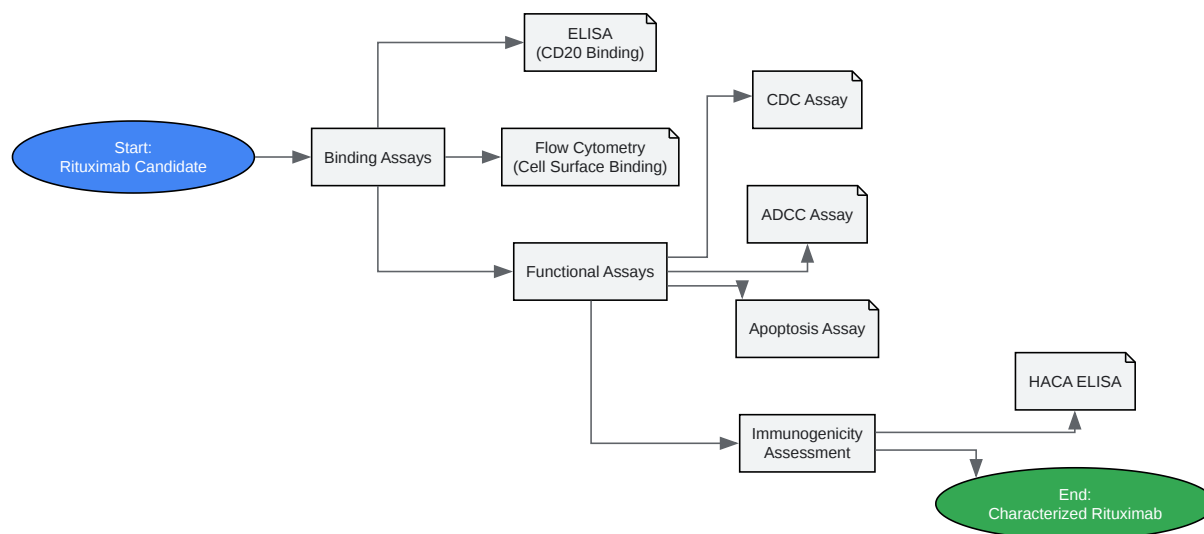 Start:
Rituximab Candidate
Binding Assays
ELISA
(CD20 Binding)
Flow Cytometry
(Cell Surface Binding)
Functional Assays
CDC Assay
ADCC Assay
Apoptosis Assay
Immunogenicity
Assessment
HACA ELISA
End:
Characterized Rituximab